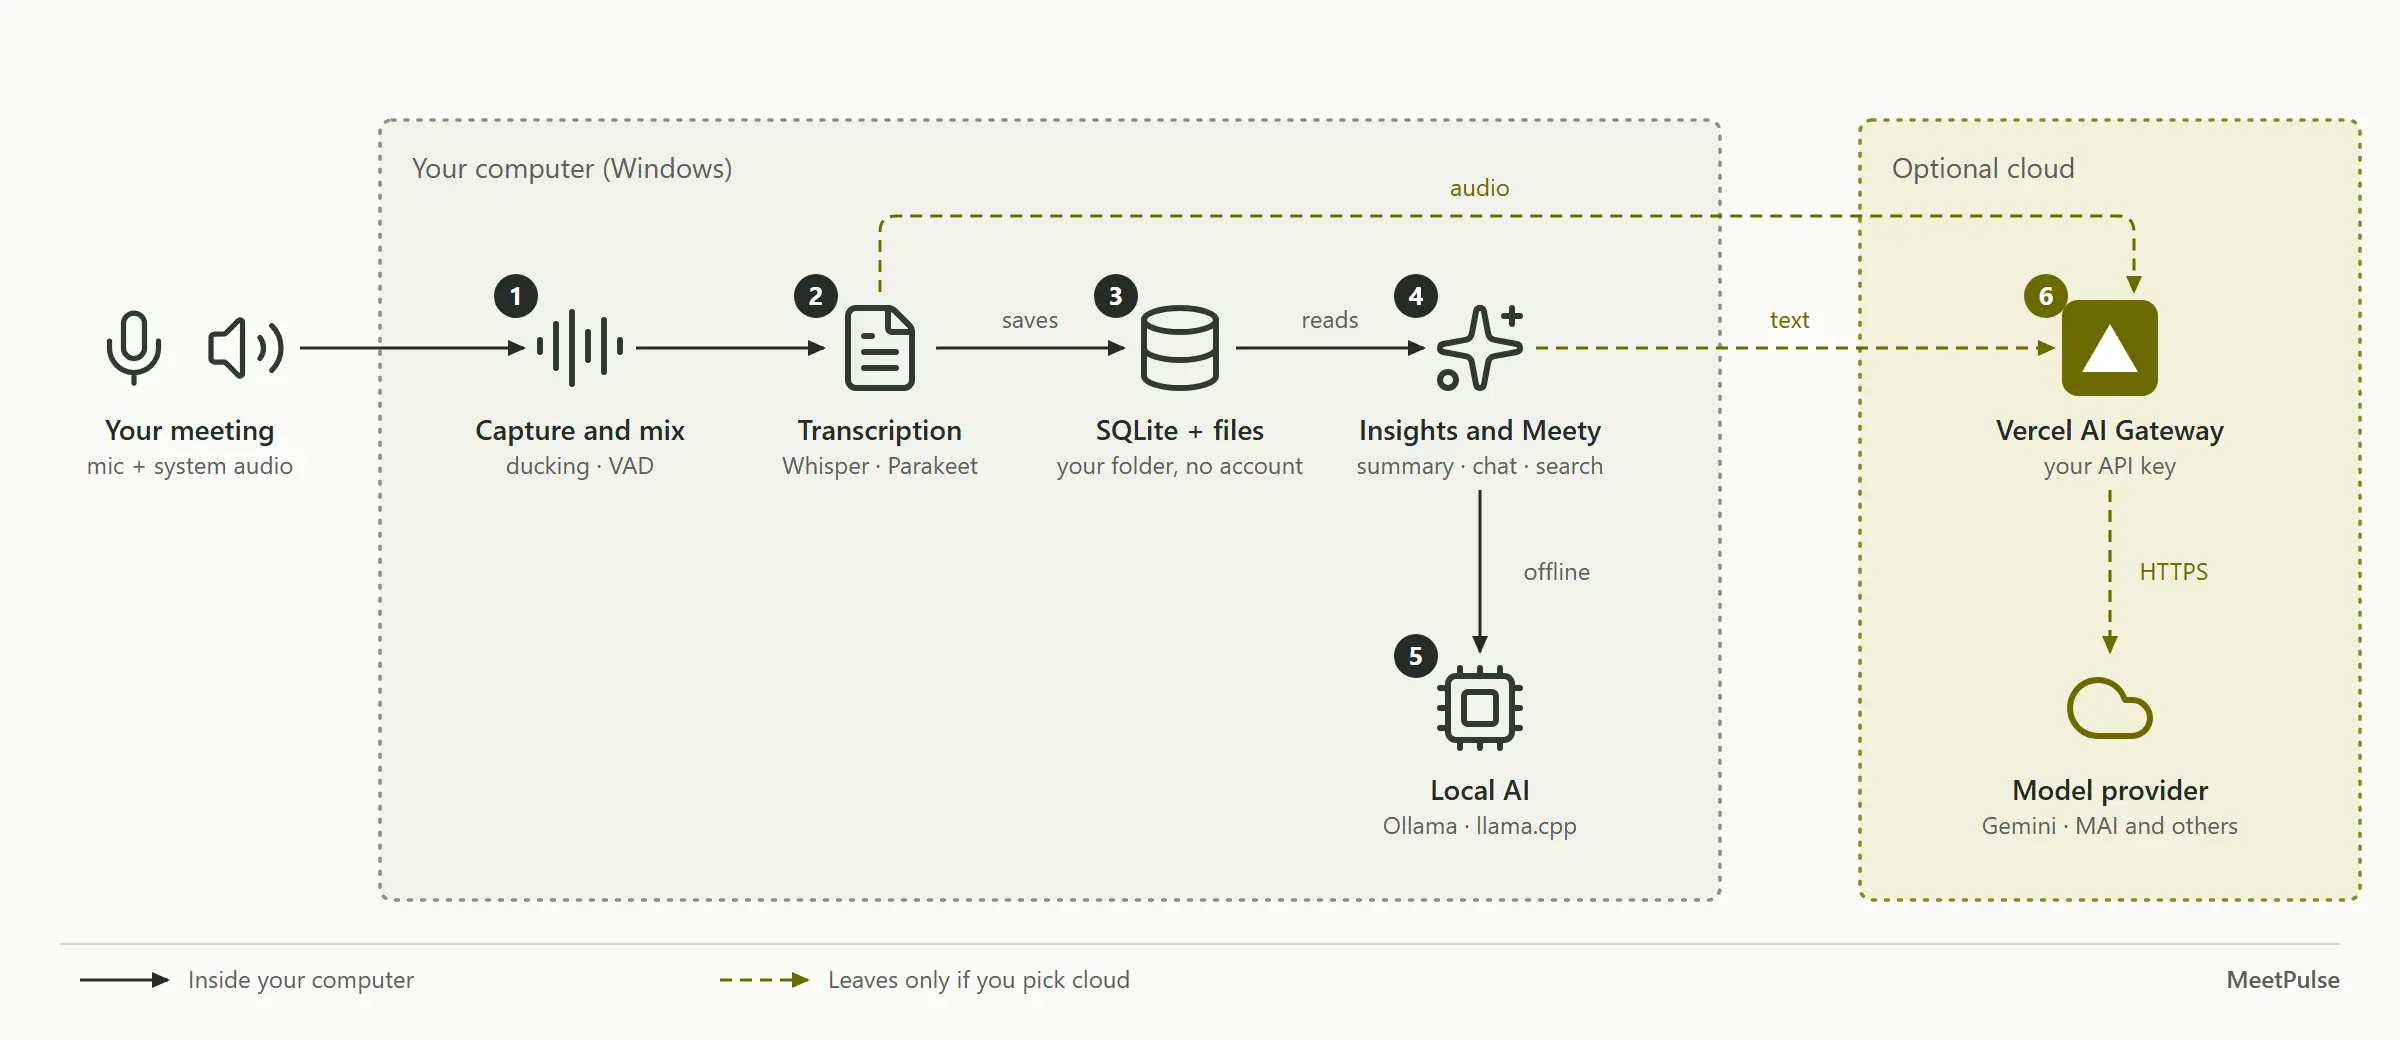 Your computer (Windows)
Optional cloud
audio
1
2
3
4
6
saves
reads
text
Your meeting
mic + system audio
Capture and mix
ducking · VAD
Transcription
Whisper · Parakeet
SQLite + files
your folder, no account
Insights and Meety
summary · chat · search
Vercel AI Gateway
your API key
offline
HTTPS
5
Local AI
Ollama · llama.cpp
Model provider
Gemini · MAI and others
Inside your computer
Leaves only if you pick cloud
MeetPulse